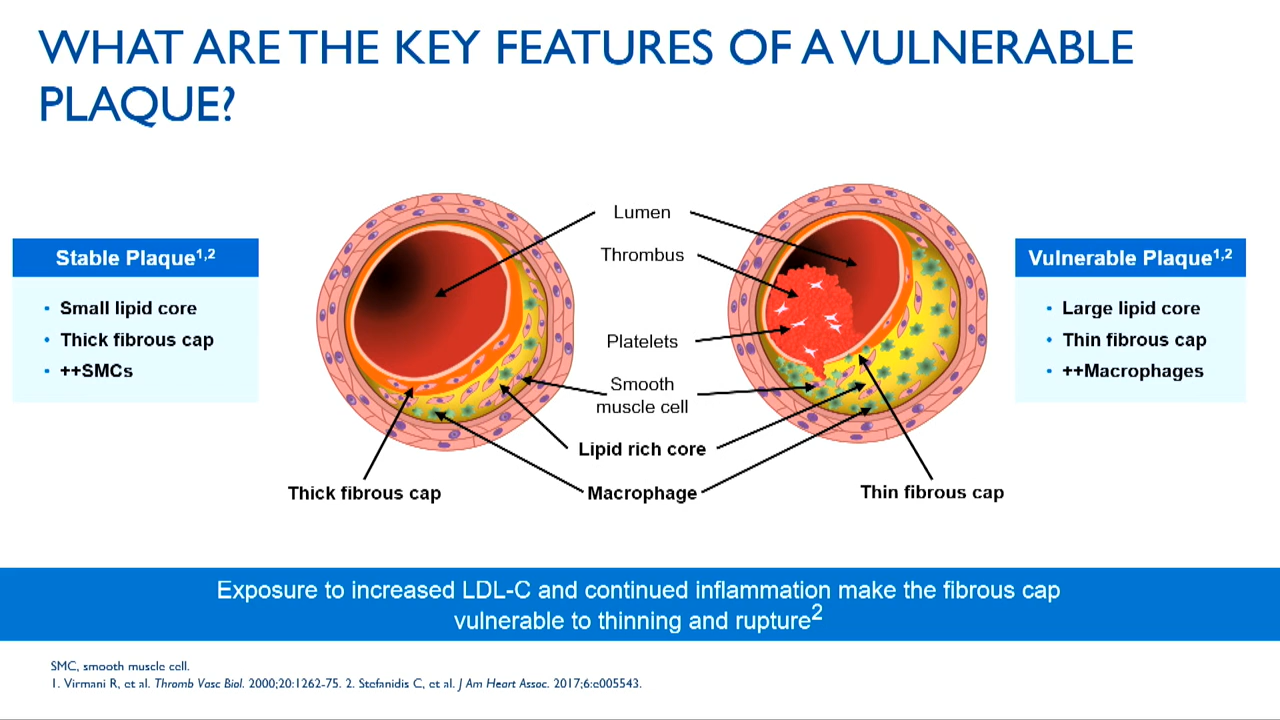 WHAT ARE THE KEY FEATURES OF A VULNERABLE
PLAQUE?
Stable Plaque1,2
• Small lipid core
• Thick fibrous cap
• ++SMCs
Lumen
Thrombus
Platelets
Smooth
muscle cell
Lipid rich core
Macrophage
Thick fibrous cap
Thin fibrous cap
Vulnerable Plaque1,2
• Large lipid core
• Thin fibrous cap
• ++Macrophages
Exposure to increased LDL-C and continued inflammation make the fibrous cap
vulnerable to thinning and rupture2
SMC, smooth muscle cell.
1. Virmani R, et al. Thromb Vasc Biol. 2000;20:1262-75. 2. Stefanidis C, et al. J Am Heart Assoc. 2017;6:e005543.